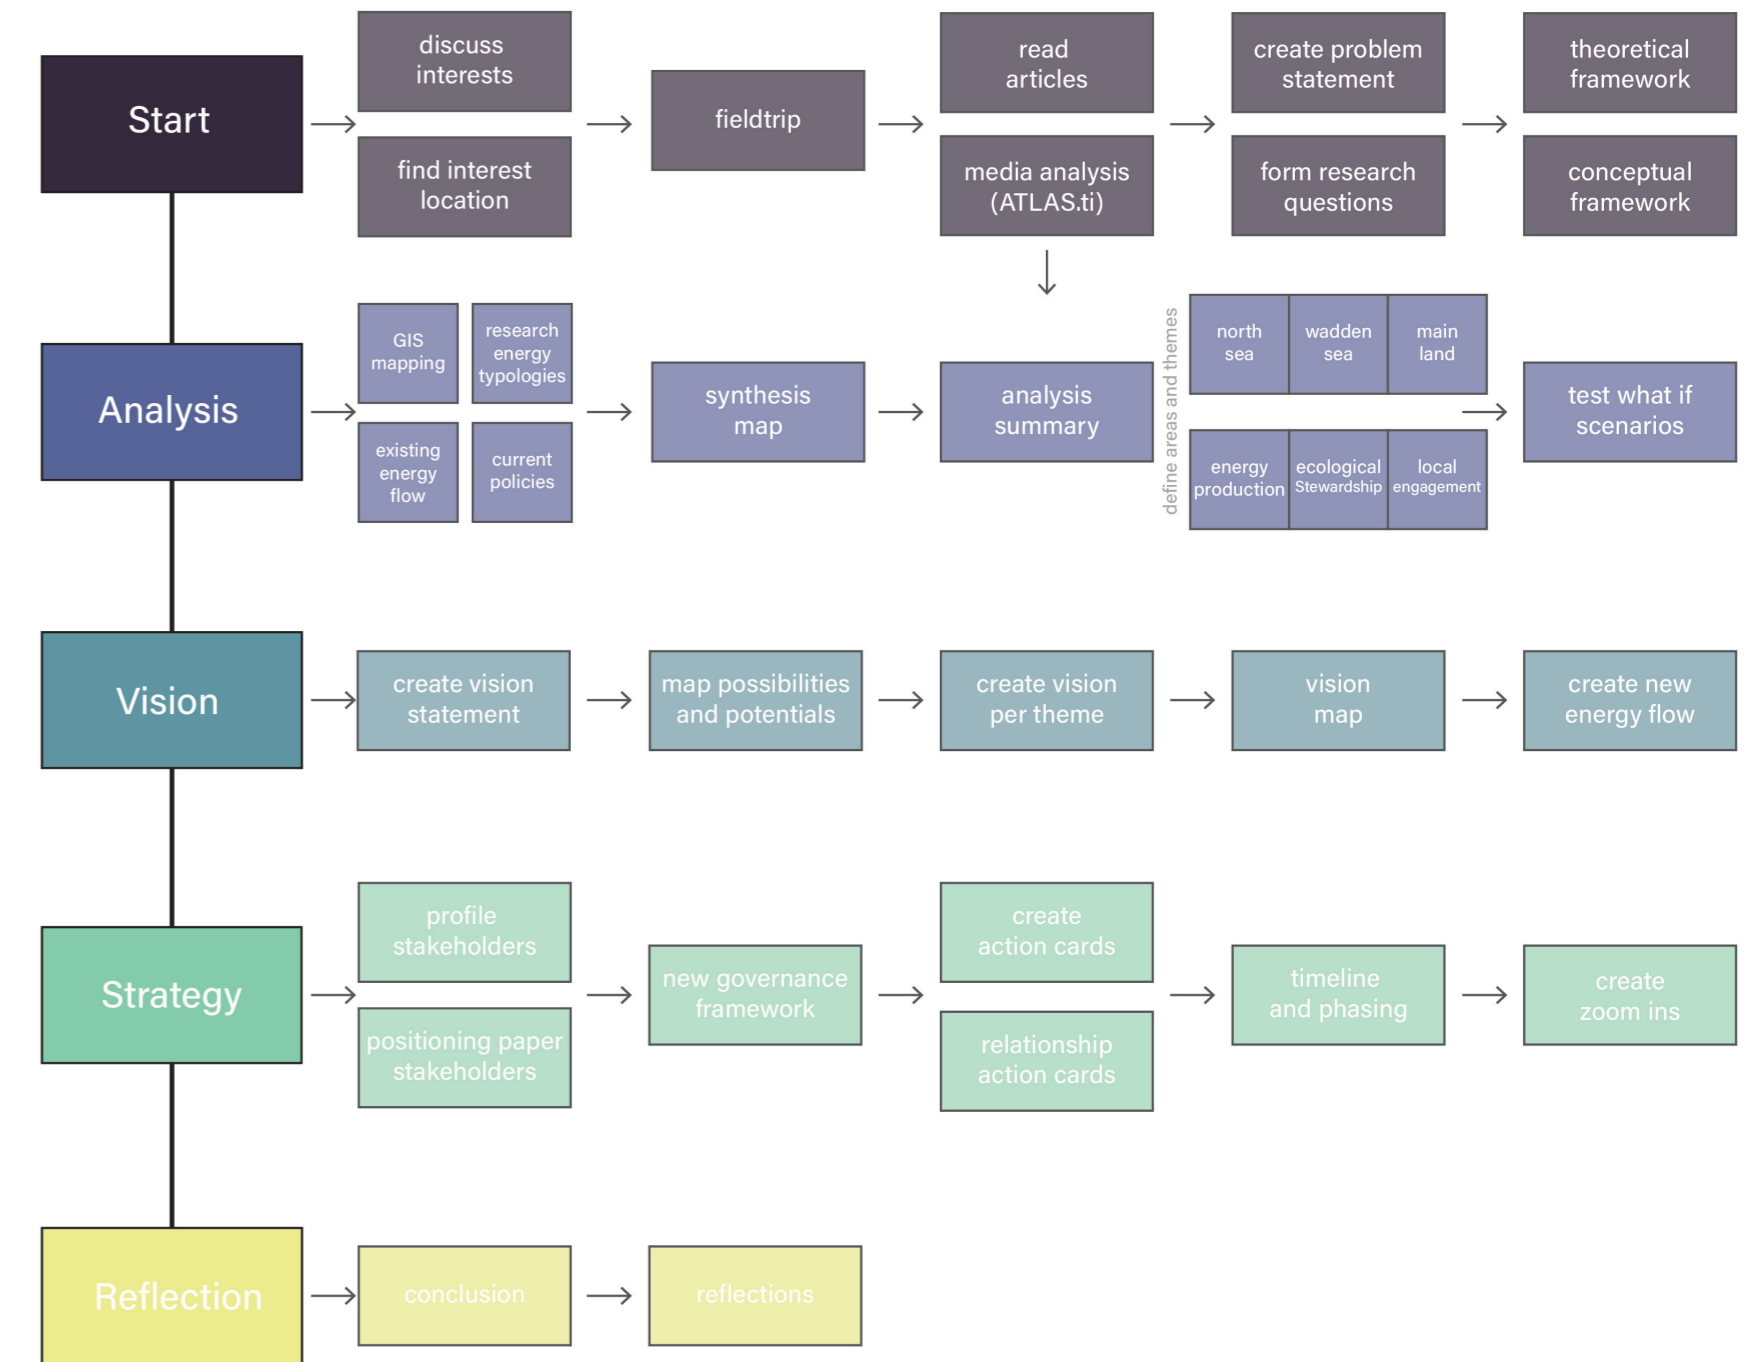 Start
discuss
interests
find interest
location
fieldtrip
read
articles
media analysis
(ATLAS.ti)
create problem
statement
form research
questions
theoretical
framework
conceptual
framework
Analysis
GIS
mapping
research
energy
typologies
existing
energy
flow
current
policies
synthesis
map
analysis
summary
define areas and themes
north
sea
wadden
sea
main
land
energy
production
ecological
Stewardship
local
engagement
test what if
scenarios
Vision
create vision
statement
map possibilities
and potentials
create vision
per theme
vision
map
create new
energy flow
Strategy
profile
stakeholders
positioning paper
stakeholders
new governance
framework
create
action cards
relationship
action cards
timeline
and phasing
create
zoom ins
Reflection
conclusion
reflections